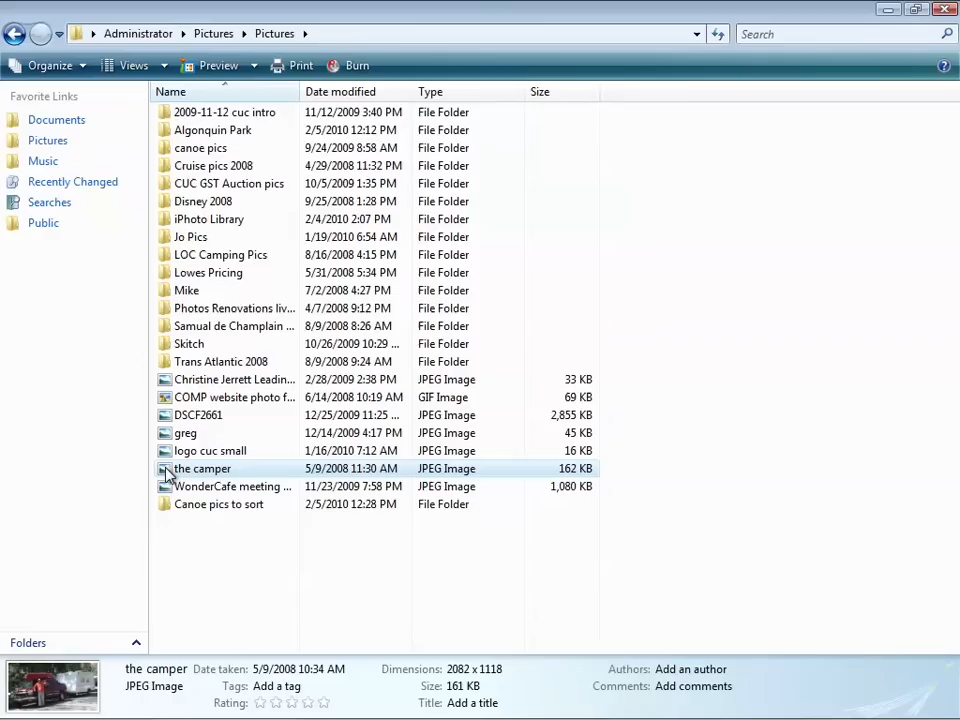 Administrator Pictures Pictures Search
Organize Views Preview Print Burn
Favorite Links
Documents
Pictures
Music
Recently Changed
Searches
Public
Folders
Name Date modified Type Size
2009-11-12 cuc intro 11/12/2009 3:40 PM File Folder
Algonquin Park 2/5/2010 12:12 PM File Folder
canoe pics 9/24/2009 8:58 AM File Folder
Cruise pics 2008 4/29/2008 11:32 PM File Folder
CUC GST Auction pics 10/5/2009 1:35 PM File Folder
Disney 2008 9/25/2008 1:28 PM File Folder
iPhoto Library 2/4/2010 2:07 PM File Folder
Jo Pics 1/19/2010 6:54 AM File Folder
LOC Camping Pics 8/16/2008 4:15 PM File Folder
Lowes Pricing 5/31/2008 5:34 PM File Folder
Mike 7/2/2008 4:27 PM File Folder
Photos Renovations liv... 4/7/2008 9:12 PM File Folder
Samual de Champlain ... 8/9/2008 8:26 AM File Folder
Skitch 10/26/2009 10:29 ... File Folder
Trans Atlantic 2008 8/9/2008 9:24 AM File Folder
Christine Jerrett Leadin... 2/28/2009 2:38 PM JPEG Image 33 KB
COMP website photo f... 6/14/2008 10:19 AM GIF Image 69 KB
DSCF2661 12/25/2009 11:25 ... JPEG Image 2,855 KB
greg 12/14/2009 4:17 PM JPEG Image 45 KB
logo cuc small 1/16/2010 7:12 AM JPEG Image 16 KB
the camper 5/9/2008 11:30 AM JPEG Image 162 KB
WonderCafe meeting ... 11/23/2009 7:58 PM JPEG Image 1,080 KB
Canoe pics to sort 2/5/2010 12:28 PM File Folder
the camper Date taken: 5/9/2008 10:34 AM Dimensions: 2082 x 1118 Authors: Add an author
JPEG Image Tags: Add a tag Size: 161 KB Comments: Add comments
Rating: Title: Add a title